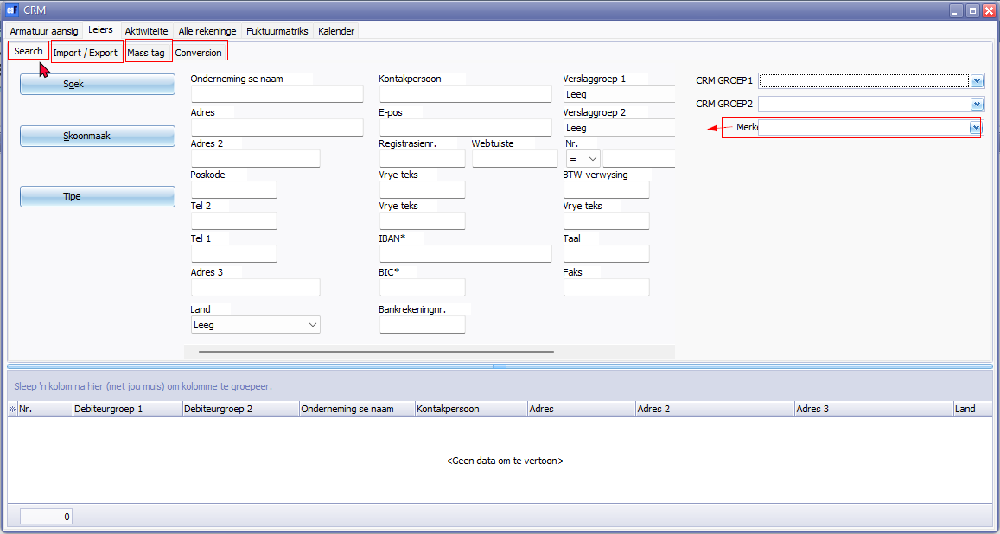 CRM
Armatuur aansig Leiers Aktiwiteite Alle rekeninge Fuktuurmatriks Kalender
Search Import / Export Mass tag Conversion
Soek
Skoonmaak
Tipe
Onderneming se naam Kontakpersoon Verslaggroep 1
Leeg
Adres E-pos Verslaggroep 2
Leeg
Adres 2 Registrasienr. Webtuiste Nr.
=
Poskode Vrye teks BTW-verwysing
Tel 2 Vrye teks Vrye teks
Tel 1 IBAN* Taal
Adres 3 BIC* Faks
Land Bankrekeningnr.
Leeg
CRM GROEP1
CRM GROEP2
Merke
Sleep 'n kolom na hier (met jou muis) om kolomme te groepeer.
Nr. Debiteurgroep 1 Debiteurgroep 2 Onderneming se naam Kontakpersoon Adres Adres 2 Adres 3 Land
<Geen data om te vertoon>
0